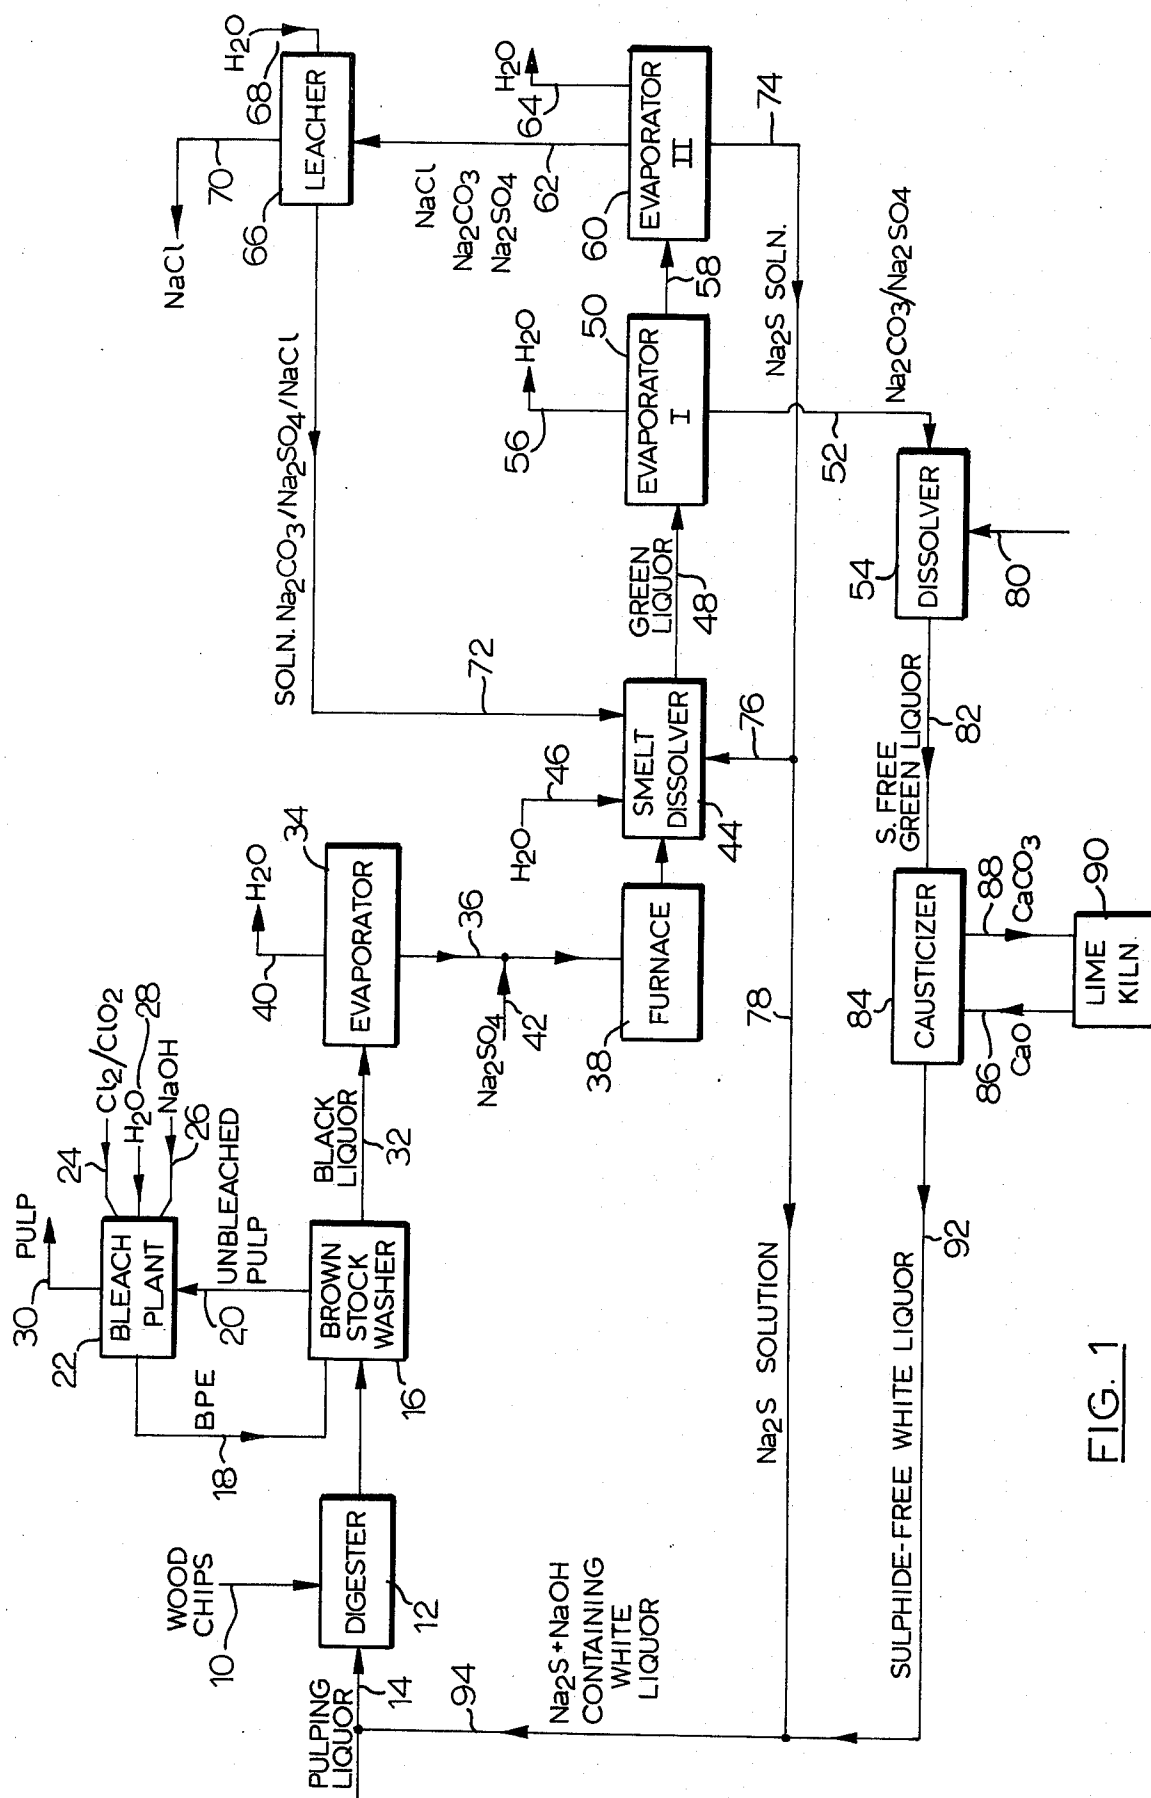 PULP
30
24
Cl2/ClO2
H2O
28
NaOH
26
BLEACH
PLANT
22
20
UNBLEACHED
PULP
BPE
18
WOOD
CHIPS
10
PULPING
LIQUOR
14
DIGESTER
12
BROWN
STOCK
WASHER
16
BLACK
LIQUOR
32
EVAPORATOR
34
40
H2O
36
Na2SO4
42
FURNACE
38
H2O
46
SMELT
DISSOLVER
44
72
SOLN. Na2CO3/Na2SO4/NaCl
GREEN
LIQUOR
48
EVAPORATOR
I
50
56
H2O
58
EVAPORATOR
II
60
64
H2O
62
NaCl
Na2CO3
Na2SO4
LEACHER
66
68
H2O
70
NaCl
74
Na2S SOLN.
76
78
Na2S SOLUTION
52
Na2CO3/Na2SO4
DISSOLVER
54
80
82
S. FREE
GREEN LIQUOR
CAUSTICIZER
84
86
CaO
88
CaCO3
LIME
KILN.
90
92
SULPHIDE-FREE WHITE LIQUOR
94
Na2S+NaOH
CONTAINING
WHITE
LIQUOR
FIG. 1